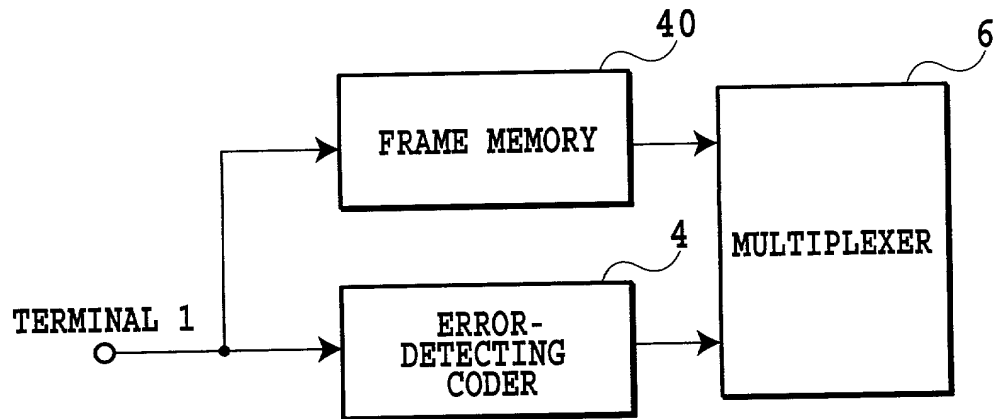 40
6
FRAME MEMORY
MULTIPLEXER
4
TERMINAL 1
ERROR-
DETECTING
CODER